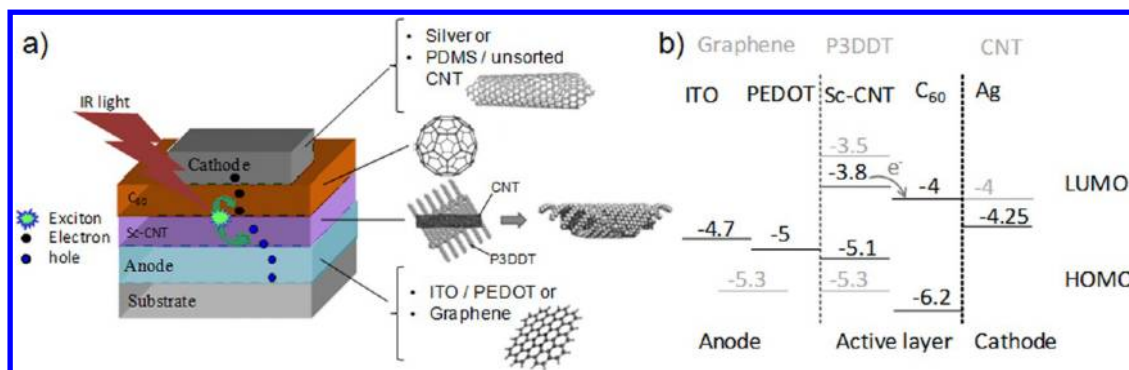 a)
• Silver or
• PDMS / unsorted
CNT
IR light
Cathode
C₆₀
Sc-CNT
Anode
Substrate
Exciton
Electron
hole
CNT
P3DDT
• ITO / PEDOT or
• Graphene
b)
Graphene P3DDT CNT
ITO PEDOT Sc-CNT C₆₀ Ag
-3.5
-3.8 e⁻ -4 -4 LUMO
-4.25
-4.7 -5 -5.1
-5.3 -5.3 HOMO
-6.2
Anode Active layer Cathode